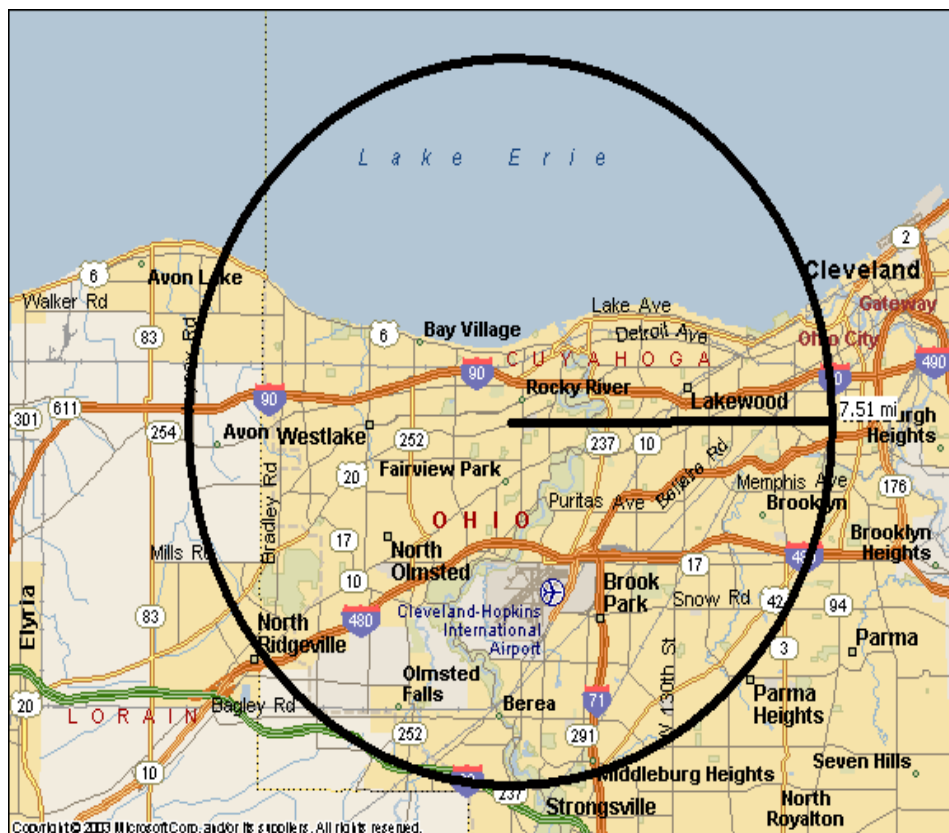 Lake Erie
2
Cleveland
6
Avon Lake
Walker Rd
Lake Ave
Gateway
83
6
Bay Village
Detroit Ave
Ohio City
CUYAHOGA
90
490
90
Rocky River
Lakewood
301
611
7.51 mi
254
Avon
Westlake
252
237
10
Heights
Fairview Park
20
Bellaire Rd
Memphis Ave
176
Bradley Rd
Puritas Ave
Brooklyn
OHIO
17
Mills Rd
North
Olmsted
480
Brooklyn
Heights
17
10
Brook
Park
Snow Rd
42
94
Elyria
83
480
Cleveland-Hopkins
International
Airport
North
Ridgeville
3
Parma
W 130th St
Olmsted
Falls
Parma
Heights
20
LORAIN
Bagley Rd
71
Berea
252
291
10
Middleburg Heights
Seven Hills
237
Strongsville
North
Royalton
Copyright © 2003 Microsoft Corp. and/or its suppliers. All rights reserved.